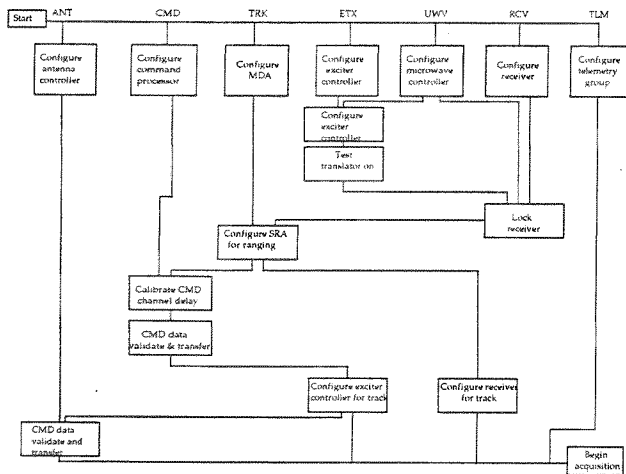 ANT CMD TRK ETX UWV RCV TLM
Start
Configure
antenna
controller
Configure
command
processor
Configure
MDA
Configure
exciter
controller
Configure
microwave
controller
Configure
receiver
Configure
telemetry
group
Configure
exciter
controller
Test
translator on
Lock
receiver
Configure SRA
for ranging
Calibrate CMD
channel delay
CMD data
validate & transfer
Configure exciter
controller for track
Configure receiver
for track
CMD data
validate and
transfer
Begin
acquisition